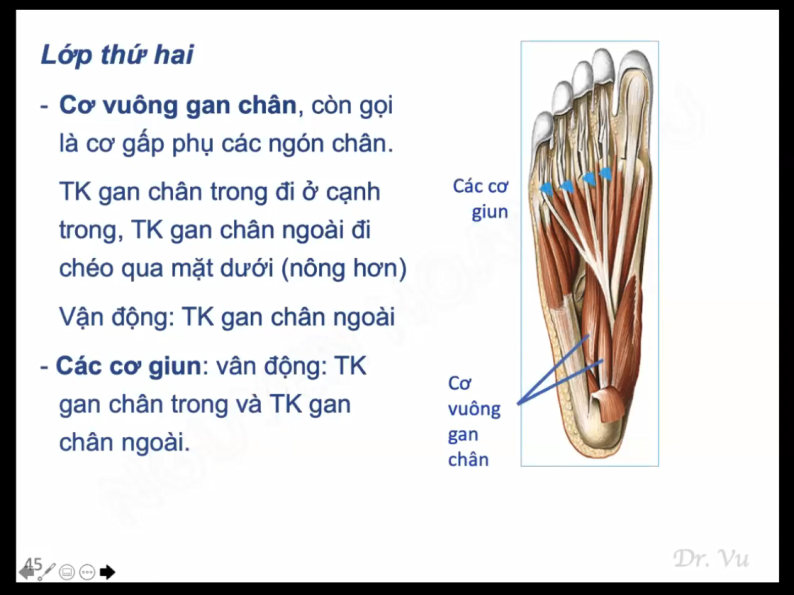 Lớp thứ hai
- Cơ vuông gan chân, còn gọi
là cơ gấp phụ các ngón chân.
TK gan chân trong đi ở cạnh
trong, TK gan chân ngoài đi
chéo qua mặt dưới (nông hơn)
Vận động: TK gan chân ngoài
- Các cơ giun: vân động: TK
gan chân trong và TK gan
chân ngoài.
Các cơ
giun
Cơ
vuông
gan
chân
45
Dr. Vu